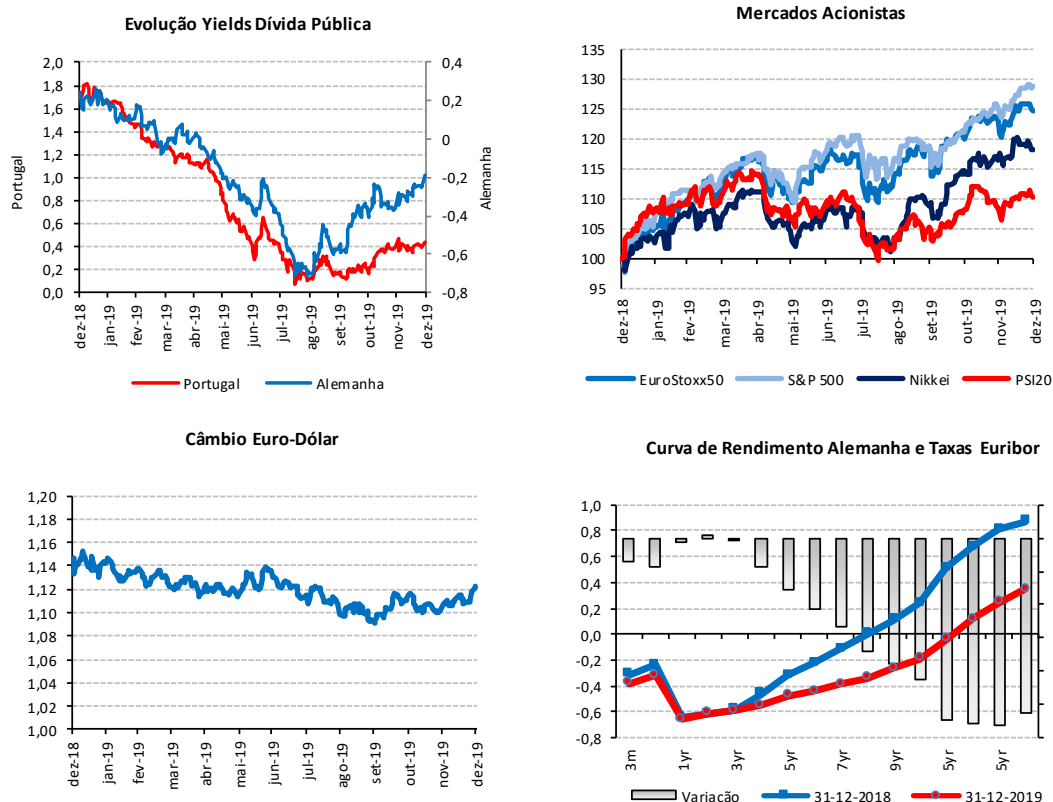 Evolução Yields Dívida Pública
2,0
1,8
1,6
1,4
1,2
1,0
0,8
0,6
0,4
0,2
0,0
Portugal
0,4
0,2
0
-0,2
-0,4
-0,6
-0,8
Alemanha
dez-18
jan-19
fev-19
mar-19
abr-19
mai-19
jun-19
jul-19
ago-19
set-19
out-19
nov-19
dez-19
Portugal Alemanha
Mercados Acionistas
135
130
125
120
115
110
105
100
95
dez-18
jan-19
fev-19
mar-19
abr-19
mai-19
jun-19
jul-19
ago-19
set-19
out-19
nov-19
dez-19
EuroStoxx50 S&P 500 Nikkei PSI20
Câmbio Euro-Dólar
1,20
1,18
1,16
1,14
1,12
1,10
1,08
1,06
1,04
1,02
1,00
dez-18
jan-19
fev-19
mar-19
abr-19
mai-19
jun-19
jul-19
ago-19
set-19
out-19
nov-19
dez-19
Curva de Rendimento Alemanha e Taxas Euribor
1,0
0,8
0,6
0,4
0,2
0,0
-0,2
-0,4
-0,6
-0,8
3m
1yr
3yr
5yr
7yr
9yr
5yr
5yr
Variação 31-12-2018 31-12-2019